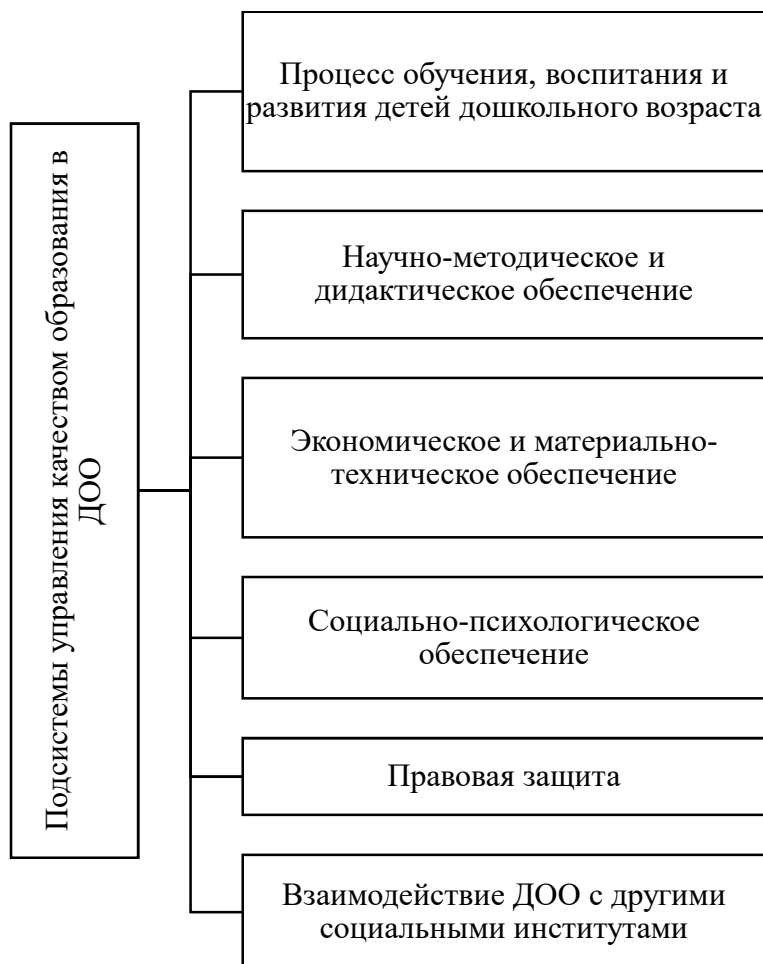 Подсистемы управления качеством образования в
ДОО
Процесс обучения, воспитания и
развития детей дошкольного возраста
Научно-методическое и
дидактическое обеспечение
Экономическое и материально-
техническое обеспечение
Социально-психологическое
обеспечение
Правовая защита
Взаимодействие ДОО с другими
социальными институтами